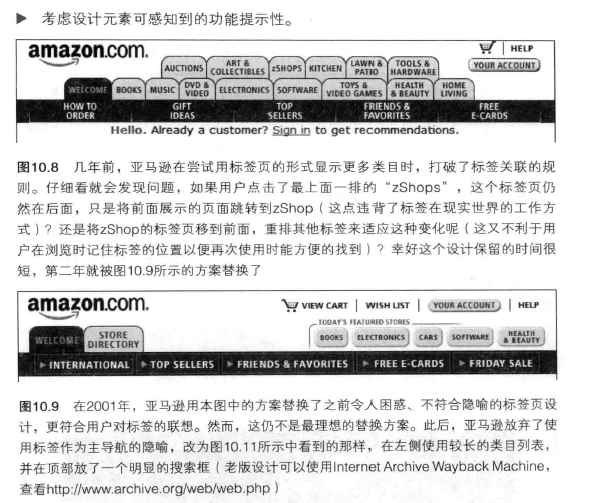 ▶ 考虑设计元素可感知到的功能提示性。
amazon.com.
HELP
YOUR ACCOUNT
AUCTIONS
ART & COLLECTIBLES
zSHOPS
KITCHEN
LAWN & PATIO
TOOLS & HARDWARE
WELCOME
BOOKS
MUSIC
DVD & VIDEO
ELECTRONICS
SOFTWARE
TOYS & VIDEO GAMES
HEALTH & BEAUTY
HOME LIVING
HOW TO ORDER
GIFT IDEAS
TOP SELLERS
FRIENDS & FAVORITES
FREE E-CARDS
Hello. Already a customer? Sign in to get recommendations.
图10.8 几年前，亚马逊在尝试用标签页的形式显示更多类目时，打破了标签关联的规
则。仔细看就会发现问题，如果用户点击了最上面一排的“zShops”，这个标签页仍
然在后面，只是将前面展示的页面跳转到zShop（这点违背了标签在现实世界的工作方
式）？还是将zShop的标签页移到前面，重排其他标签来适应这种变化呢（这又不利于用
户在浏览时记住标签的位置以便再次使用时能方便的找到）？幸好这个设计保留的时间很
短，第二年就被图10.9所示的方案替换了
amazon.com.
VIEW CART | WISH LIST | YOUR ACCOUNT | HELP
WELCOME
STORE DIRECTORY
TODAY'S FEATURED STORES
BOOKS
ELECTRONICS
CARS
SOFTWARE
HEALTH & BEAUTY
▶ INTERNATIONAL ▶ TOP SELLERS ▶ FRIENDS & FAVORITES ▶ FREE E-CARDS ▶ FRIDAY SALE
图10.9 在2001年，亚马逊用本图中的方案替换了之前令人困惑、不符合隐喻的标签页设
计，更符合用户对标签的联想。然而，这仍不是最理想的替换方案。此后，亚马逊放弃了使
用标签作为主导航的隐喻，改为图10.11所示中看到的那样，在左侧使用较长的类目列表，
并在顶部放了一个明显的搜索框（老版设计可以使用Internet Archive Wayback Machine，
查看http://www.archive.org/web/web.php）